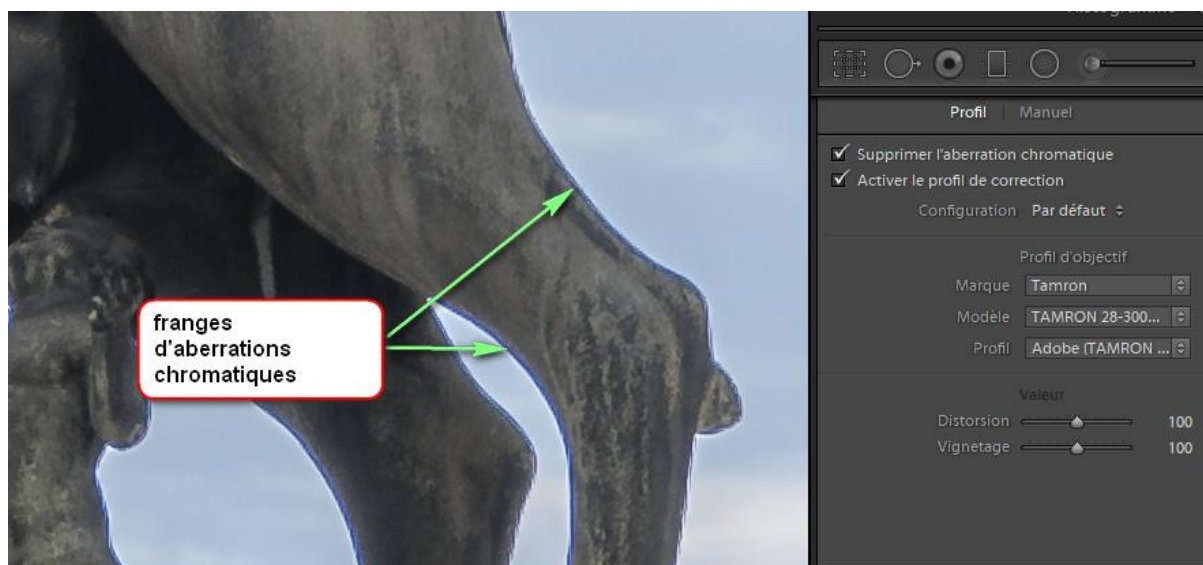 franges
d'aberrations
chromatiques
Profil | Manuel
Supprimer l'aberration chromatique
Activer le profil de correction
Configuration Par défaut
Profil d'objectif
Marque Tamron
Modèle TAMRON 28-300...
Profil Adobe (TAMRON ...
Valeur
Distorsion 100
Vignetage 100